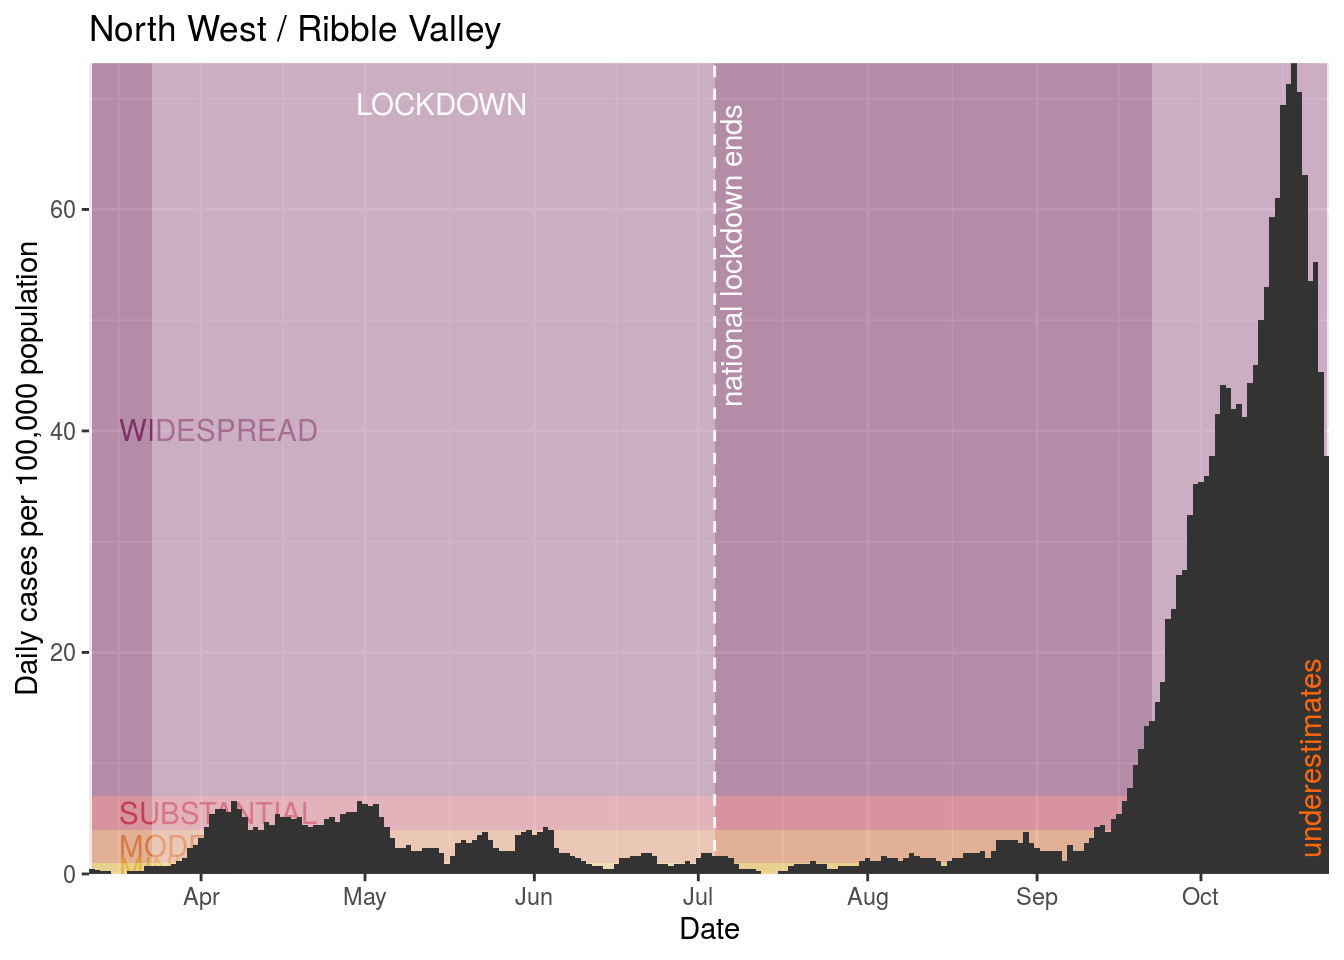 North West / Ribble Valley
Daily cases per 100,000 population
60
40
20
0
LOCKDOWN
national lockdown ends
WIDESPREAD
SUBSTANTIAL
underestimates
Apr
May
Jun
Jul
Aug
Sep
Oct
Date